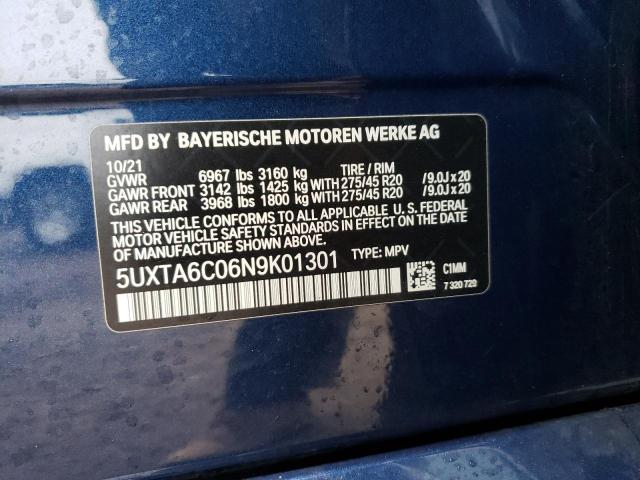 MFD BY BAYERISCHE MOTOREN WERKE AG
10/21
GVWR 6967 lbs 3160 kg TIRE / RIM
GAWR FRONT 3142 lbs 1425 kg WITH 275/45 R20 /9.0J x 20
GAWR REAR 3968 lbs 1800 kg WITH 275/45 R20 /9.0J x 20
THIS VEHICLE CONFORMS TO ALL APPLICABLE U. S. FEDERAL
MOTOR VEHICLE SAFETY STANDARDS IN EFFECT ON THE
DATE OF MANUFACTURE SHOWN ABOVE.
5UXTA6C06N9K01301 TYPE: MPV
C1MM
7 320 729